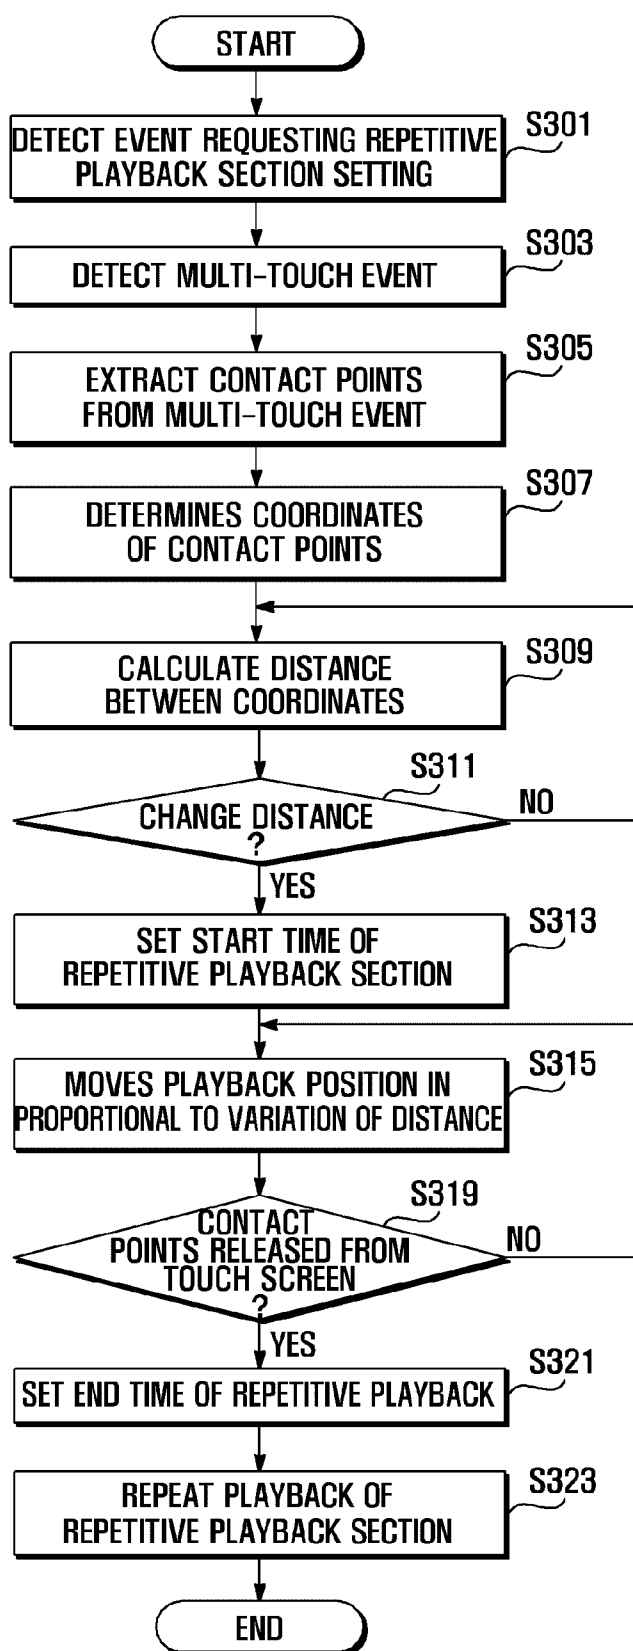 START
DETECT EVENT REQUESTING REPETITIVE
PLAYBACK SECTION SETTING
S301
DETECT MULTI-TOUCH EVENT
S303
EXTRACT CONTACT POINTS
FROM MULTI-TOUCH EVENT
S305
DETERMINES COORDINATES
OF CONTACT POINTS
S307
CALCULATE DISTANCE
BETWEEN COORDINATES
S309
CHANGE DISTANCE
?
S311
NO
YES
SET START TIME OF
REPETITIVE PLAYBACK SECTION
S313
MOVES PLAYBACK POSITION IN
PROPORTIONAL TO VARIATION OF DISTANCE
S315
CONTACT
POINTS RELEASED FROM
TOUCH SCREEN
?
S319
NO
YES
SET END TIME OF REPETITIVE PLAYBACK
S321
REPEAT PLAYBACK OF
REPETITIVE PLAYBACK SECTION
S323
END